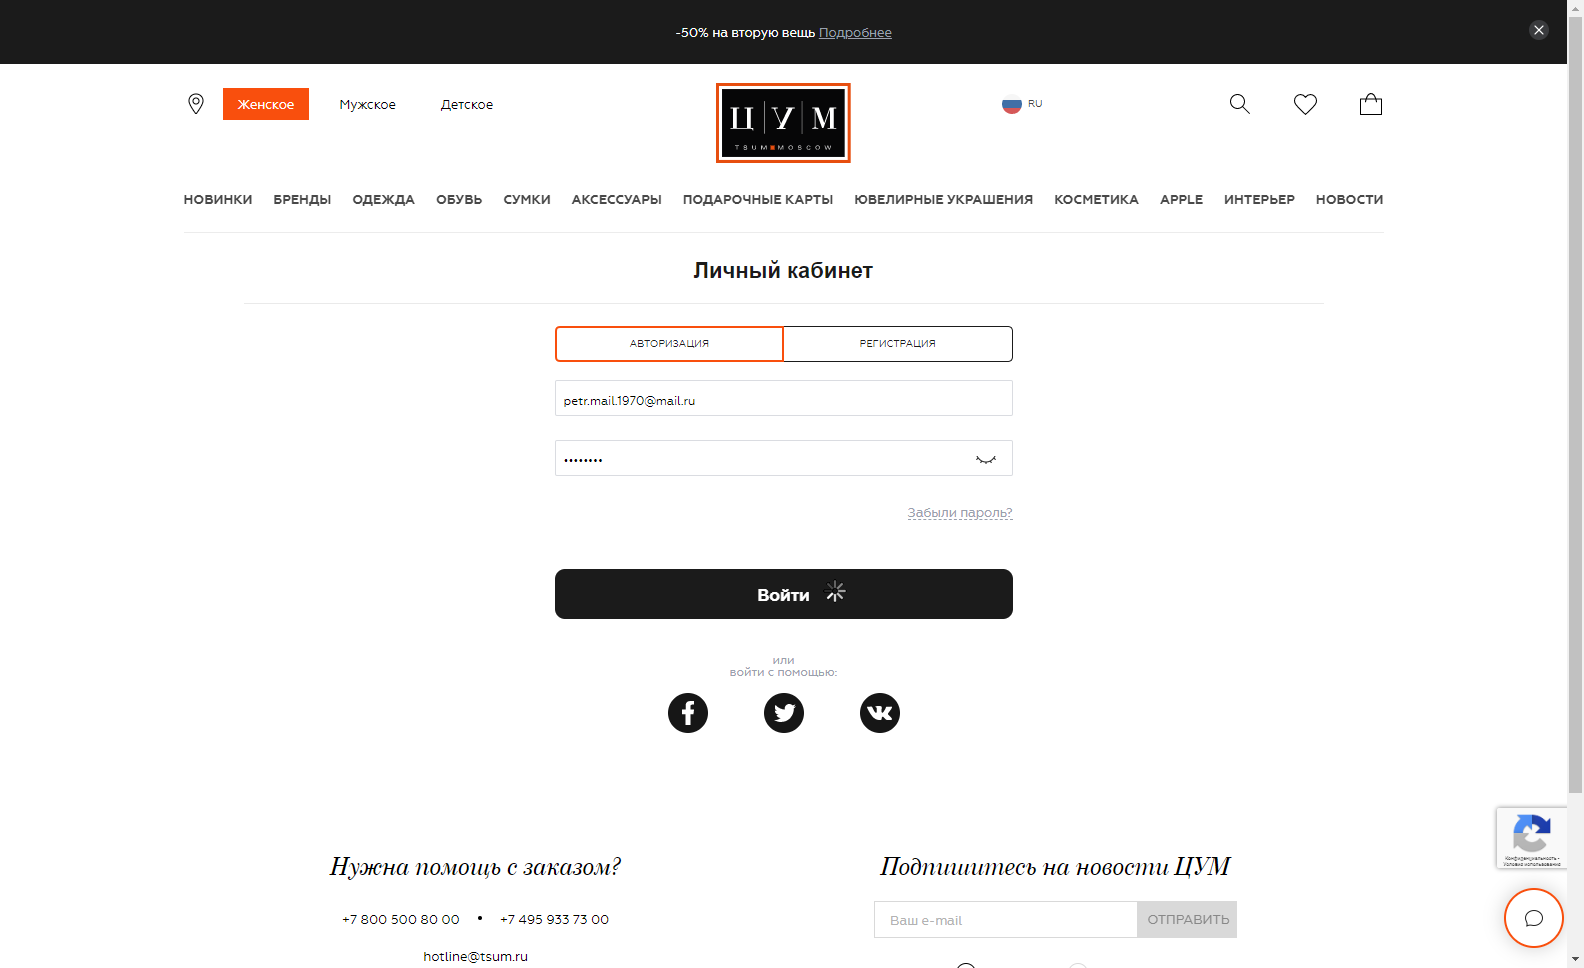 -50% на вторую вещь Подробнее
Женское
Мужское
Детское
Ц У М
TSUM MOSCOW
RU
НОВИНКИ БРЕНДЫ ОДЕЖДА ОБУВЬ СУМКИ АКСЕССУАРЫ ПОДАРОЧНЫЕ КАРТЫ ЮВЕЛИРНЫЕ УКРАШЕНИЯ КОСМЕТИКА APPLE ИНТЕРЬЕР НОВОСТИ
Личный кабинет
АВТОРИЗАЦИЯ
РЕГИСТРАЦИЯ
petr.mail.1970@mail.ru
••••••••
Забыли пароль?
Войти
или
войти с помощью:
Конфиденциальность -
Условия использования
Нужна помощь с заказом?
+7 800 500 80 00 • +7 495 933 73 00
hotline@tsum.ru
Подпишитесь на новости ЦУМ
Ваш e-mail
ОТПРАВИТЬ